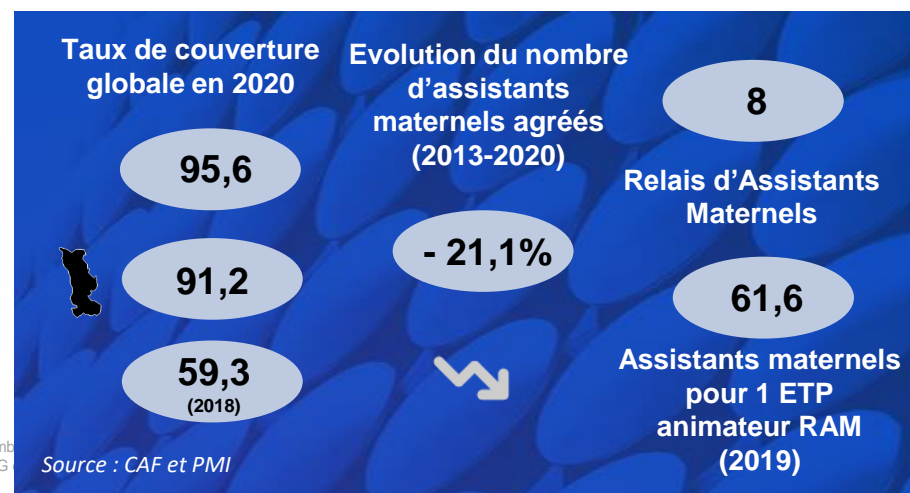 Taux de couverture
globale en 2020
95,6
91,2
59,3
(2018)
Evolution du nombre
d'assistants
maternels agréés
(2013-2020)
- 21,1%
8
Relais d'Assistants
Maternels
61,6
Assistants maternels
pour 1 ETP
animateur RAM
(2019)
Source : CAF et PMI